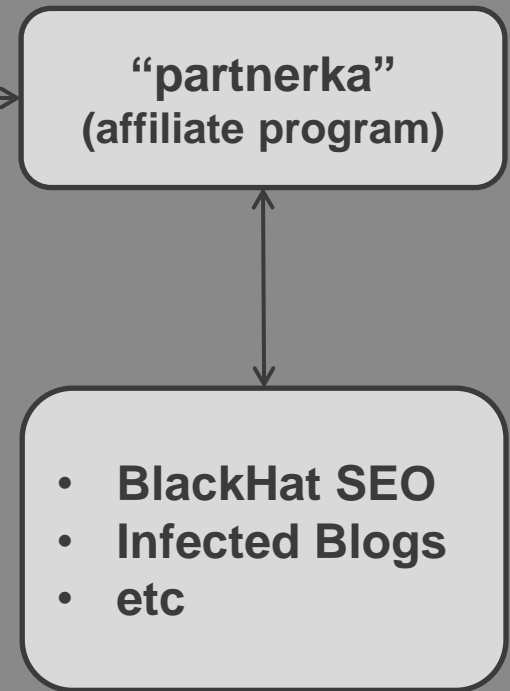 “partnerka”
(affiliate program)
• BlackHat SEO
• Infected Blogs
• etc